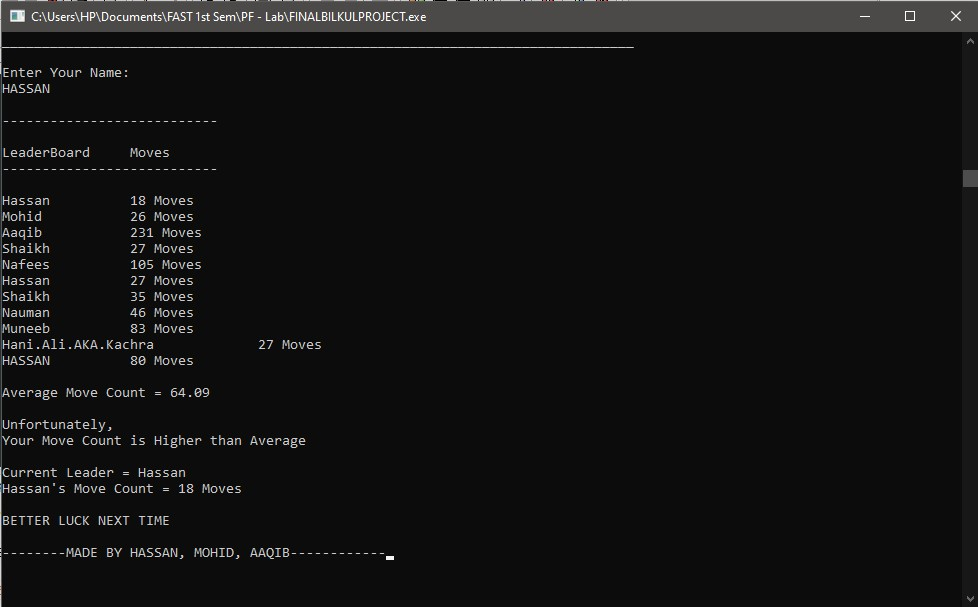 C:\Users\HP\Documents\FAST 1st Sem\PF - Lab\FINALBILKULPROJECT.exe
_______________________________________________________________________________
Enter Your Name:
HASSAN
---------------------------
LeaderBoard     Moves
---------------------------
Hassan          18 Moves
Mohid           26 Moves
Aaqib           231 Moves
Shaikh          27 Moves
Nafees          105 Moves
Hassan          27 Moves
Shaikh          35 Moves
Nauman          46 Moves
Muneeb          83 Moves
Hani.Ali.AKA.Kachra             27 Moves
HASSAN          80 Moves
Average Move Count = 64.09
Unfortunately,
Your Move Count is Higher than Average
Current Leader = Hassan
Hassan's Move Count = 18 Moves
BETTER LUCK NEXT TIME
--------MADE BY HASSAN, MOHID, AAQIB------------